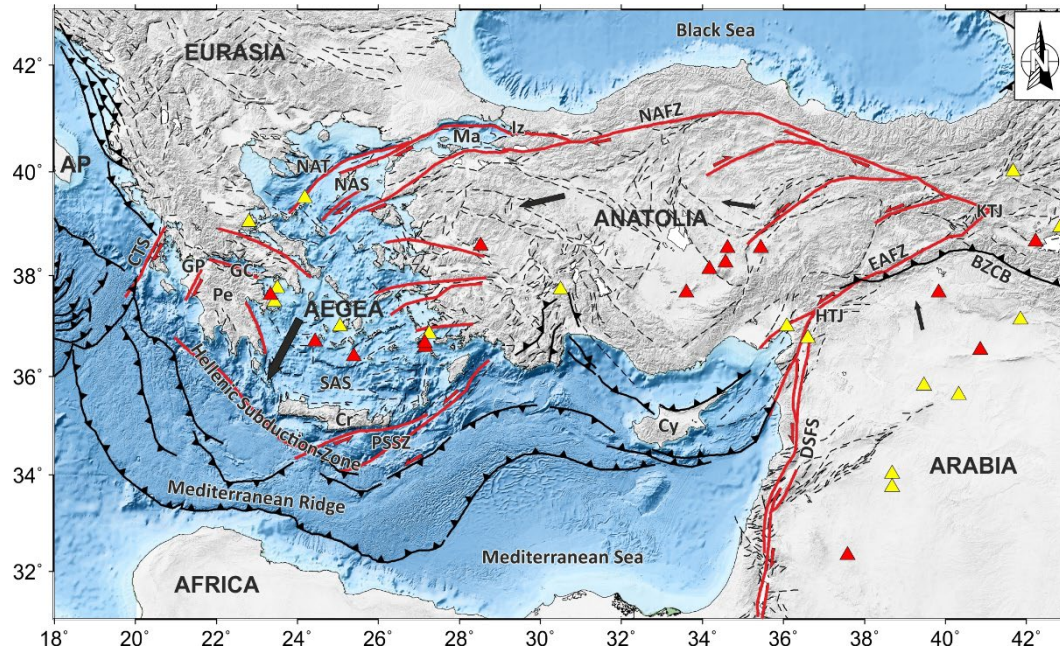 Black Sea
N
EURASIA
42°
NAFZ
Iz
Ma
AP
NAT
40°
NAS
ANATOLIA
KTJ
CTS
EAFZ
GP
GC
BZCB
38°
Pe
AEGEA
HTJ
36°
SAS
Hellenic Subduction Zone
Cr
Cy
PSSZ
DSFS
ARABIA
34°
Mediterranean Ridge
Mediterranean Sea
32°
AFRICA
18° 20° 22° 24° 26° 28° 30° 32° 34° 36° 38° 40° 42°